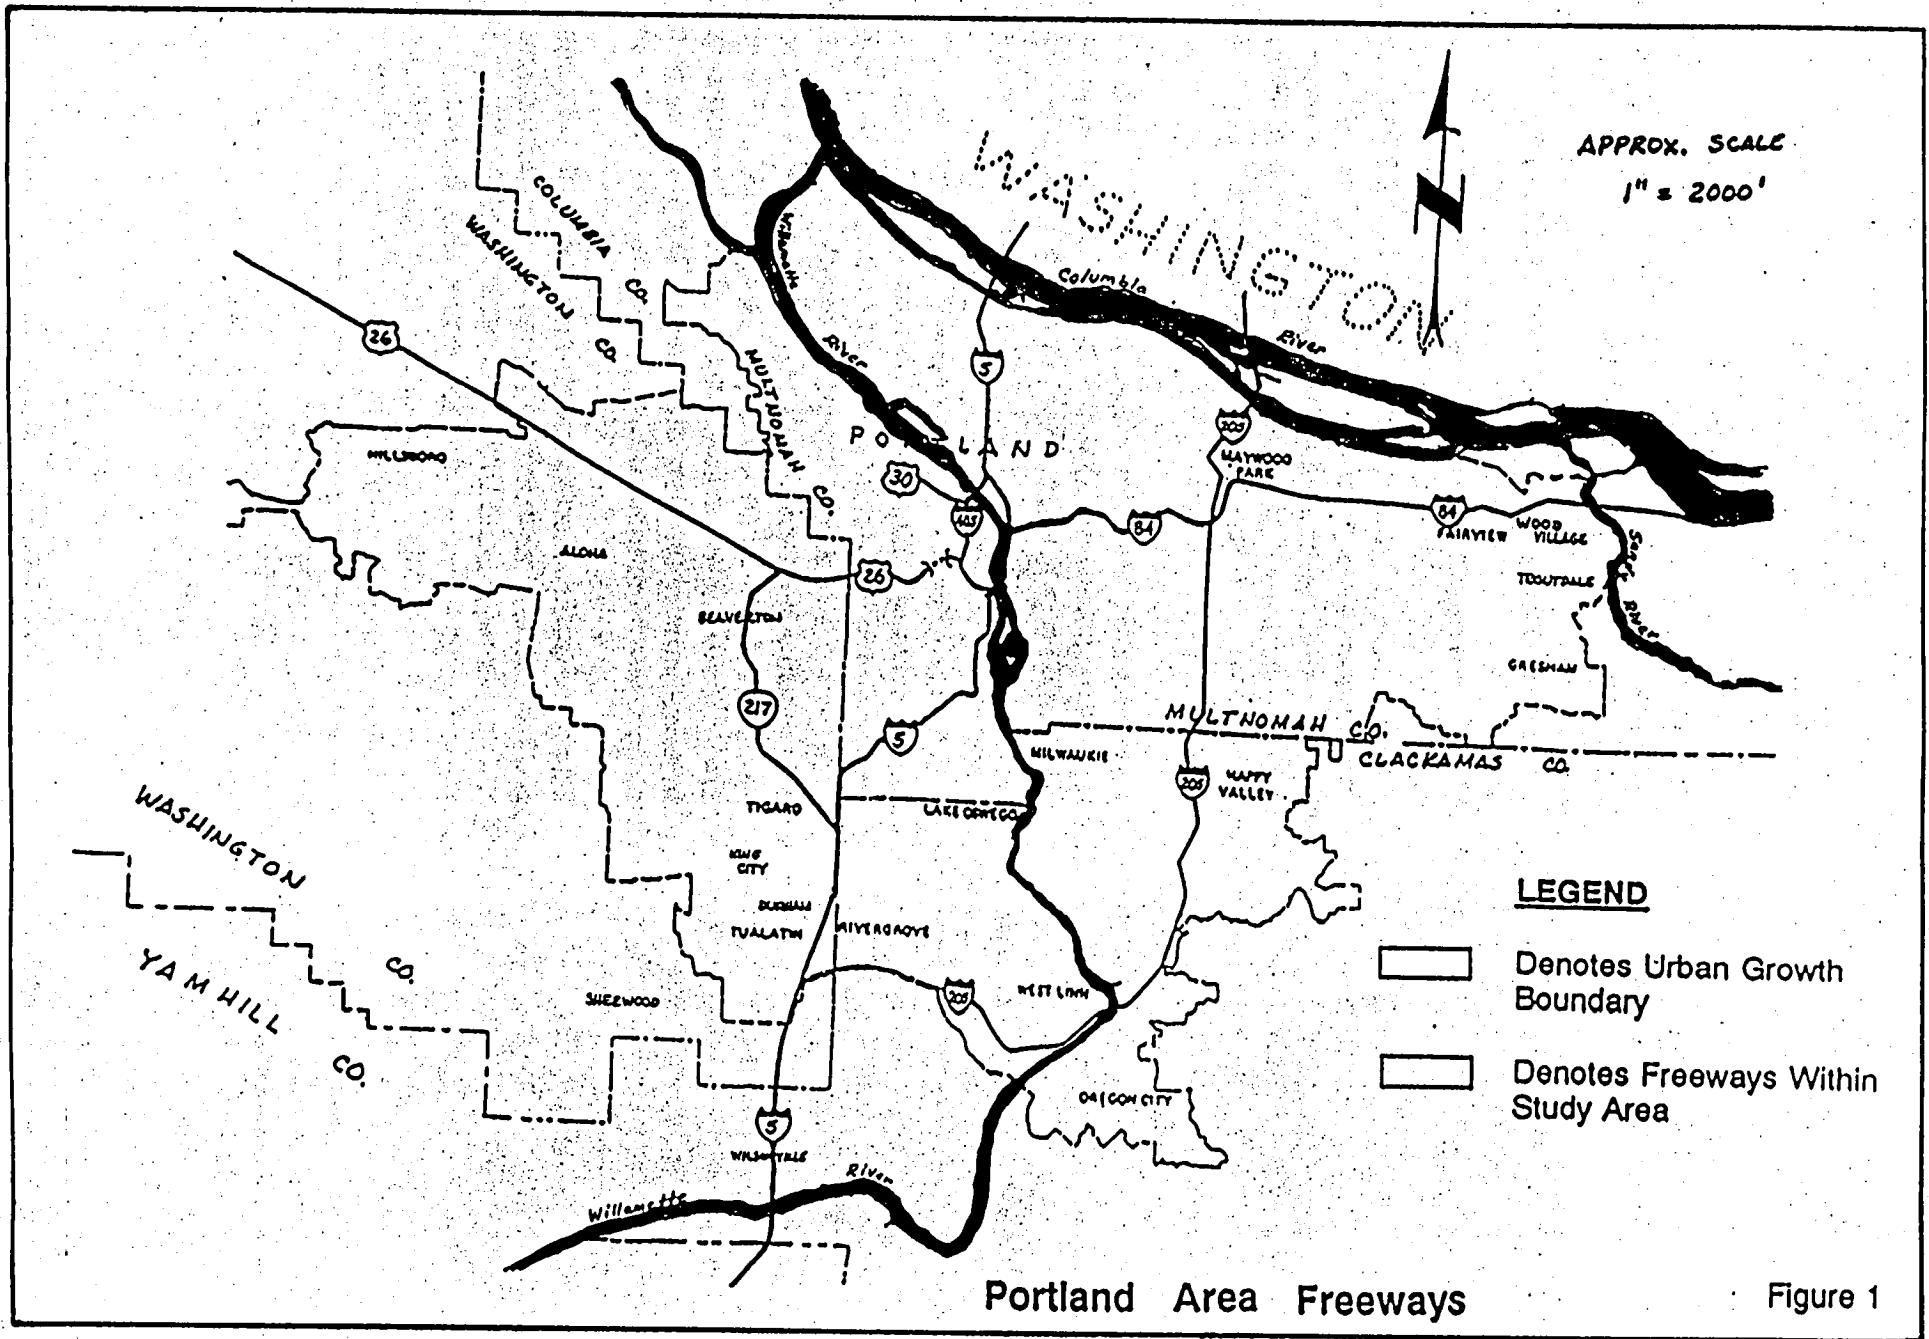 WASHINGTON
APPROX. SCALE
1" = 2000'
N
COLUMBIA CO.
WASHINGTON CO.
Willamette
River
Columbia
River
26
MULTNOMAH CO.
5
205
PORTLAND
HILLSBORO
30
MAYWOOD
PARK
405
84
84
FAIRVIEW
WOOD
VILLAGE
Sandy
River
ALOHA
26
TROUTDALE
BEAVERTON
GRESHAM
217
5
MULTNOMAH CO.
CLACKAMAS CO.
MILWAUKIE
205
HAPPY
VALLEY
TIGARD
LAKE OSWEGO
WASHINGTON CO.
KING
CITY
DURHAM
TUALATIN
RIVERGROVE
LEGEND
Denotes Urban Growth
Boundary
YAMHILL CO.
SHERWOOD
205
WEST LINN
Denotes Freeways Within
Study Area
OREGON CITY
5
WILSONVILLE
Willamette
River
Portland Area Freeways
Figure 1